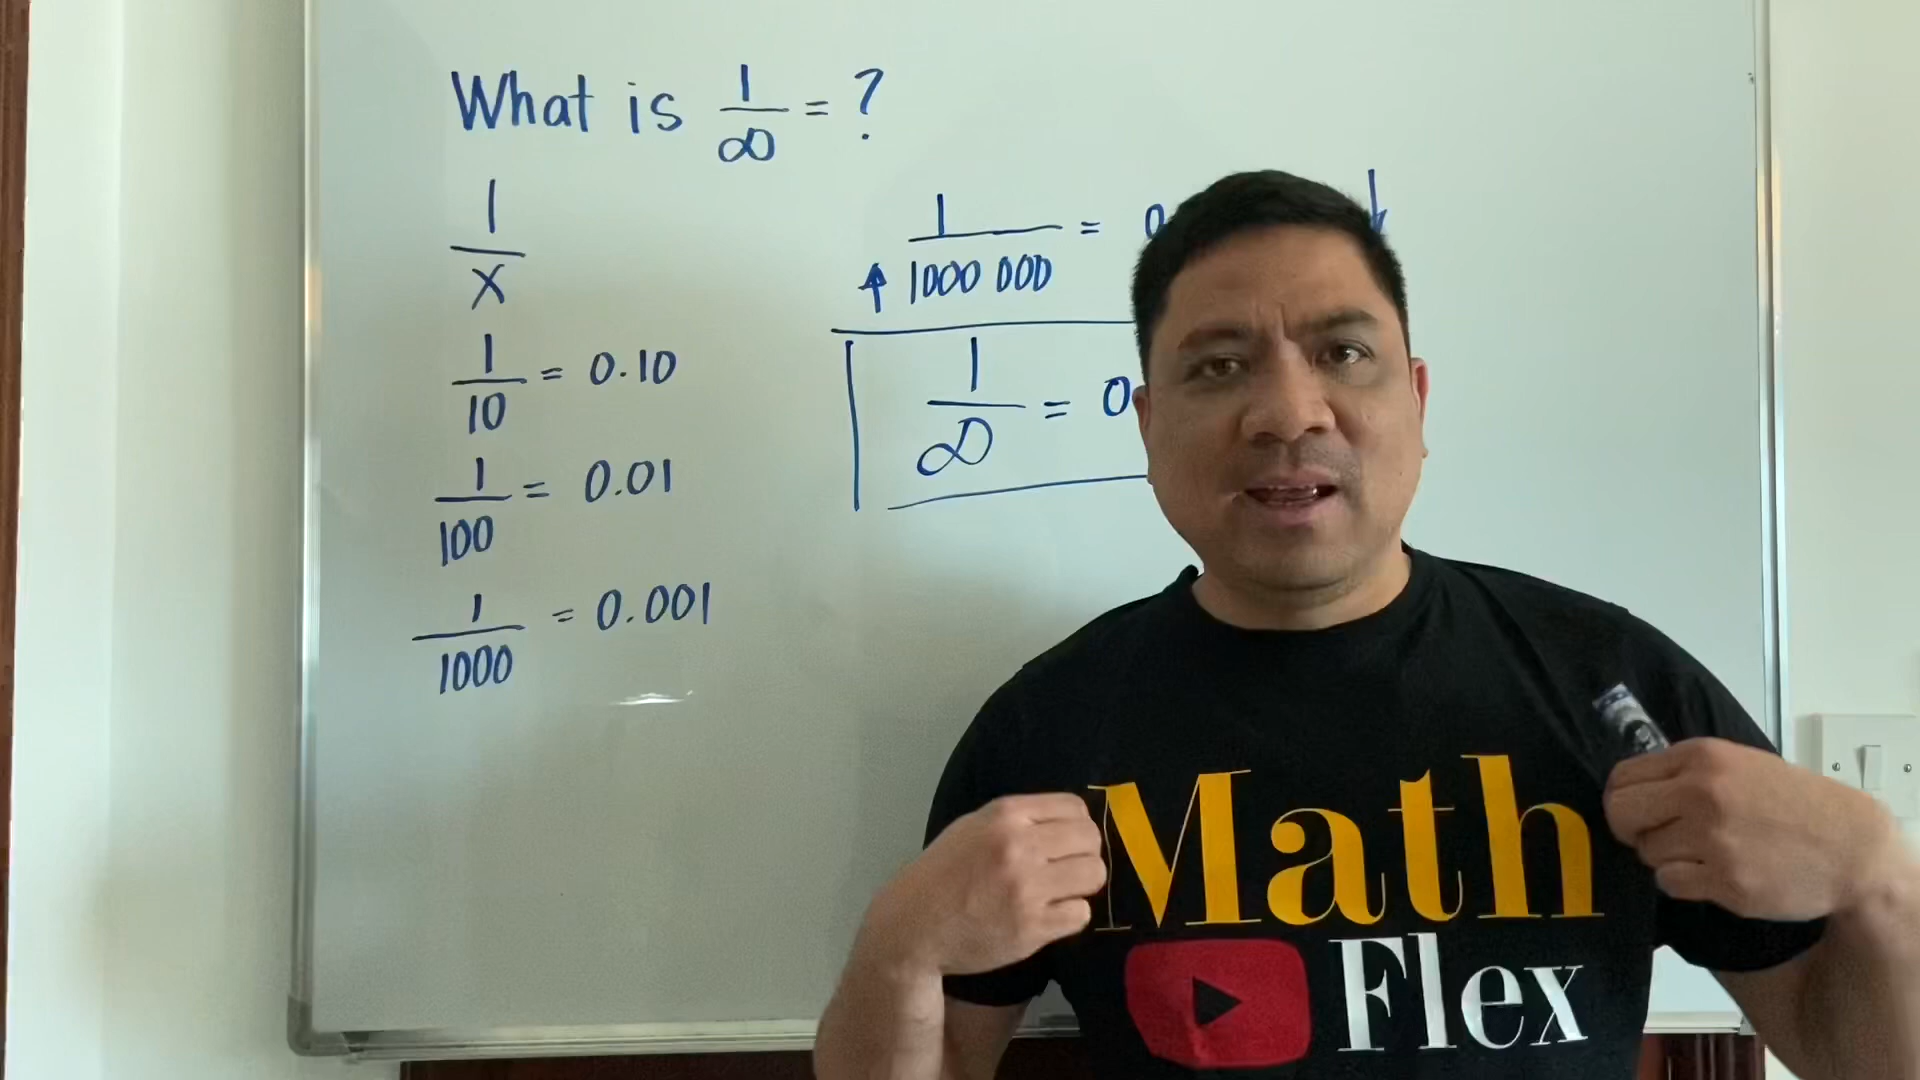 What is 1/∞ = ?
1/x
1/10 = 0.10
1/100 = 0.01
1/1000 = 0.001
1/1000 000 = 0
1/∞ = 0
Math
Flex